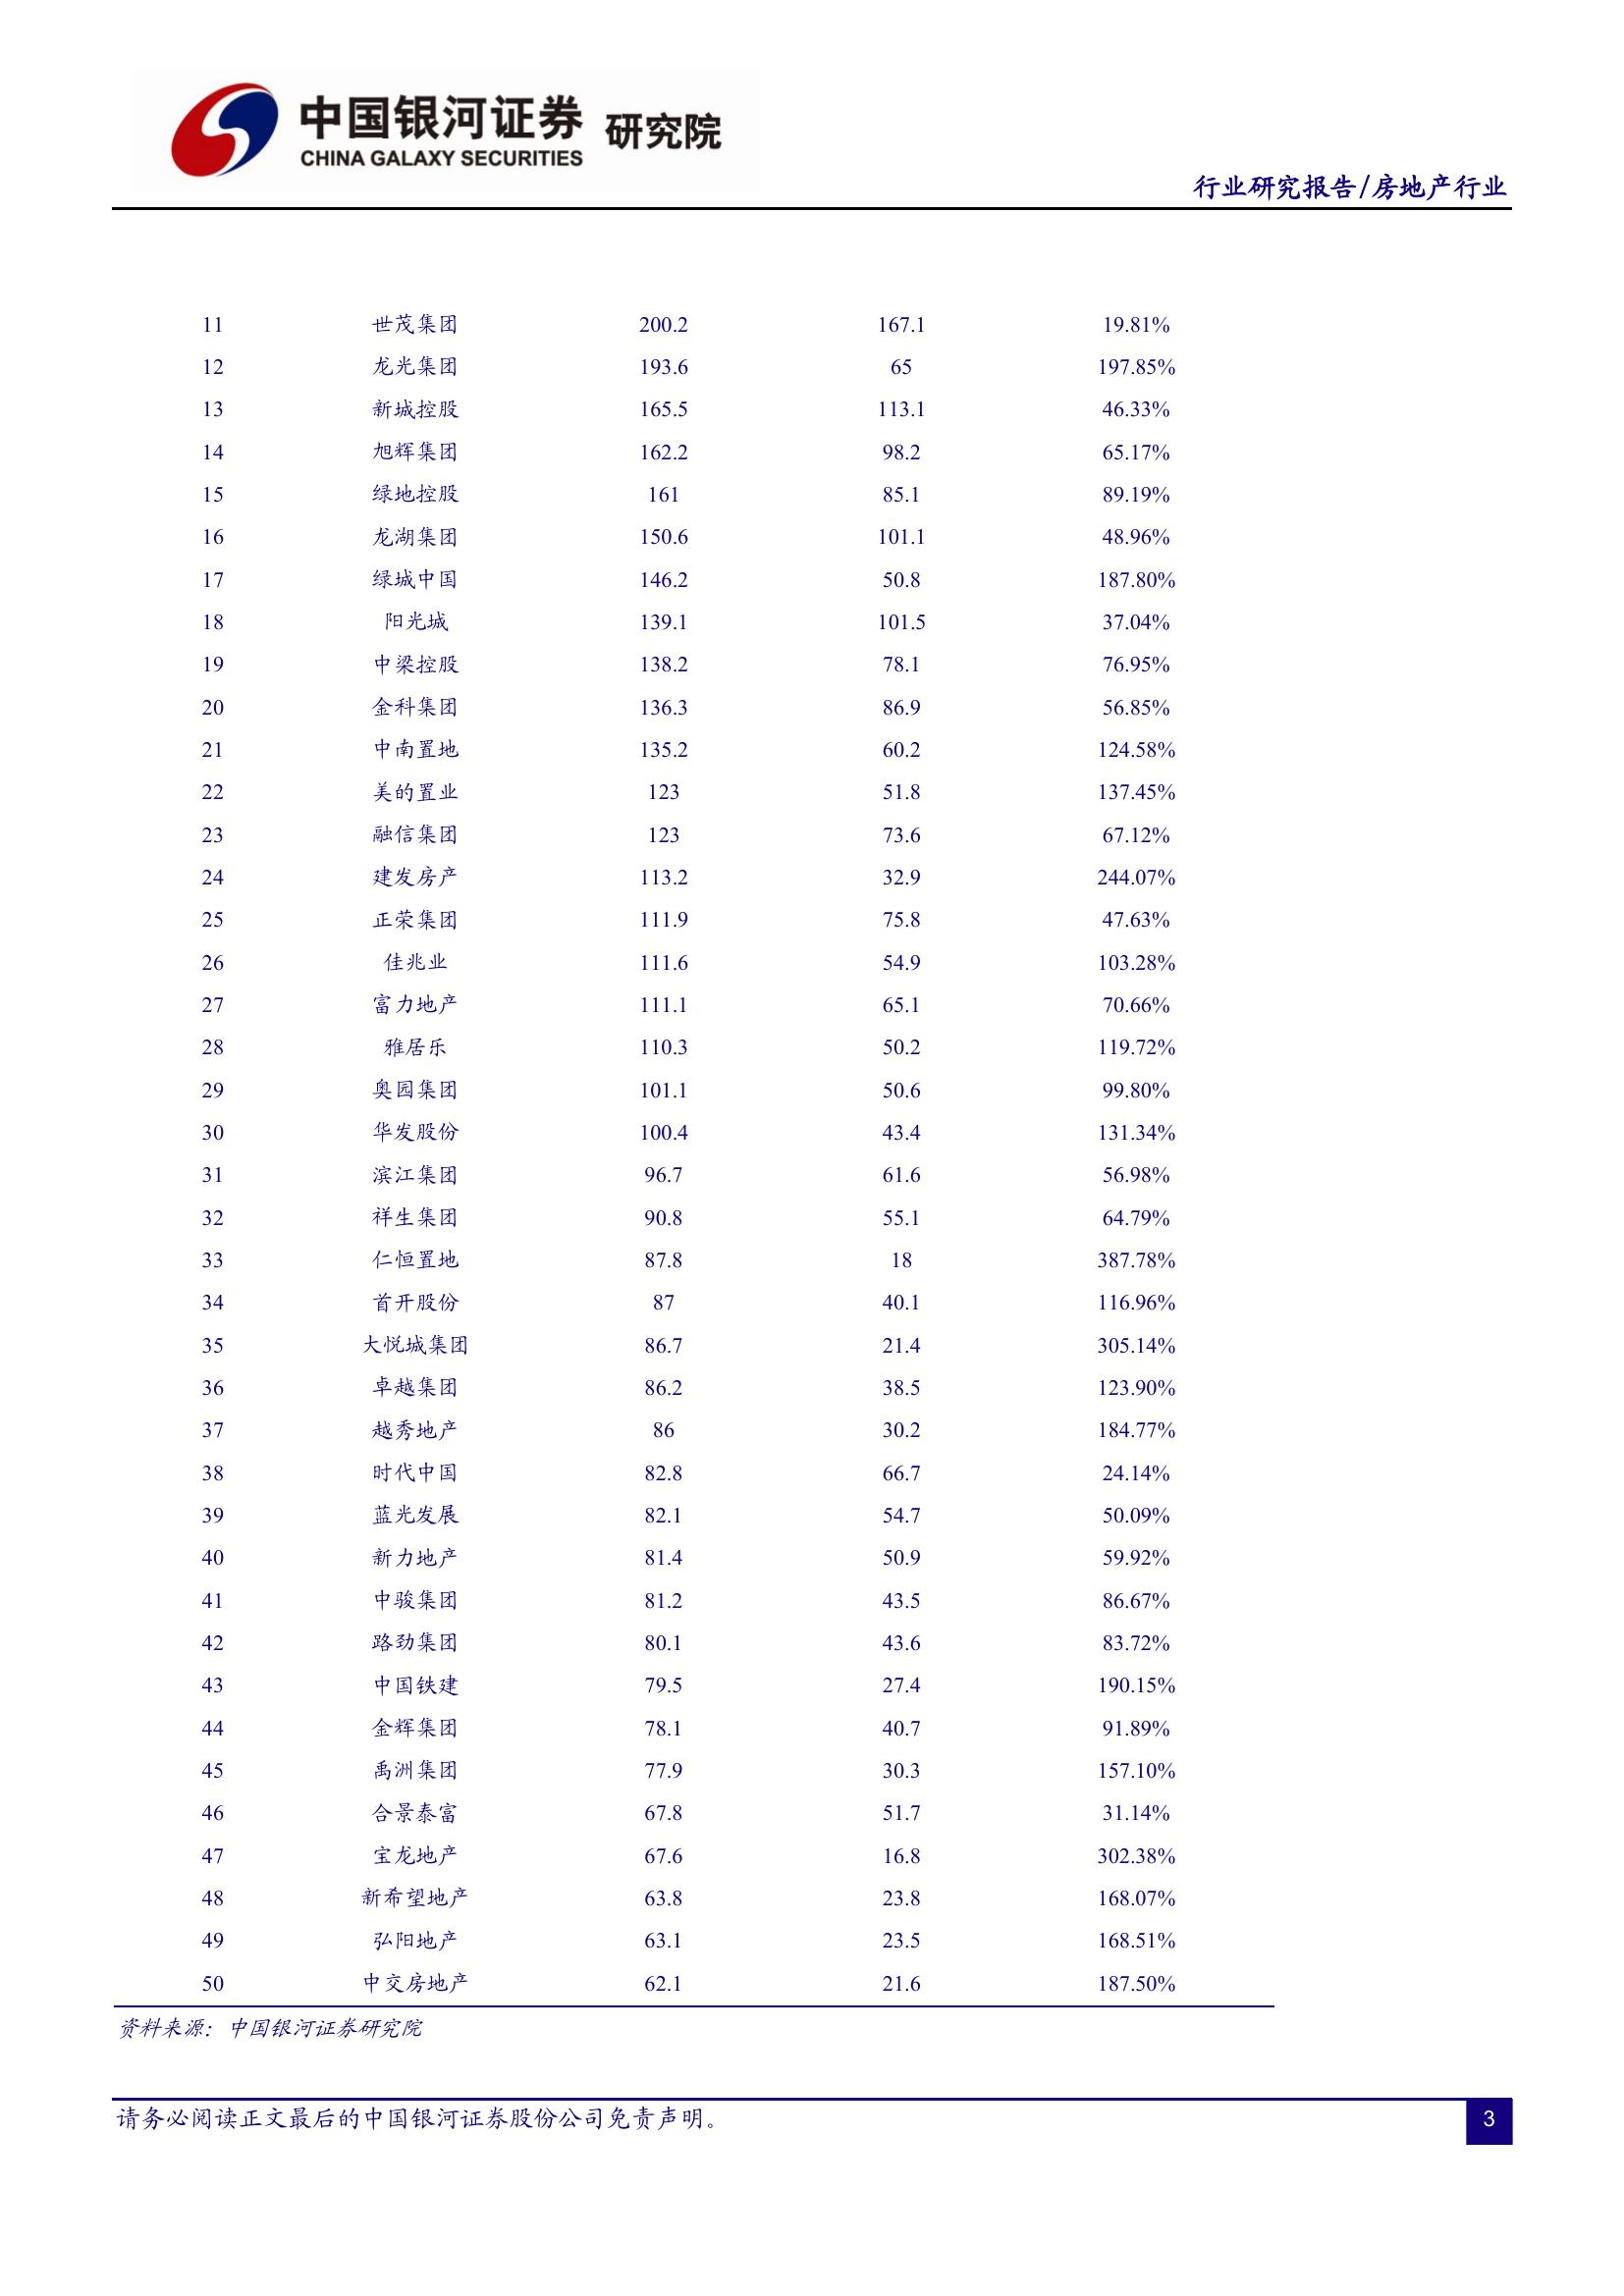 中国银河证券 研究院
CHINA GALAXY SECURITIES
行业研究报告/房地产行业
11 世茂集团 200.2 167.1 19.81%
12 龙光集团 193.6 65 197.85%
13 新城控股 165.5 113.1 46.33%
14 旭辉集团 162.2 98.2 65.17%
15 绿地控股 161 85.1 89.19%
16 龙湖集团 150.6 101.1 48.96%
17 绿城中国 146.2 50.8 187.80%
18 阳光城 139.1 101.5 37.04%
19 中梁控股 138.2 78.1 76.95%
20 金科集团 136.3 86.9 56.85%
21 中南置地 135.2 60.2 124.58%
22 美的置业 123 51.8 137.45%
23 融信集团 123 73.6 67.12%
24 建发房产 113.2 32.9 244.07%
25 正荣集团 111.9 75.8 47.63%
26 佳兆业 111.6 54.9 103.28%
27 富力地产 111.1 65.1 70.66%
28 雅居乐 110.3 50.2 119.72%
29 奥园集团 101.1 50.6 99.80%
30 华发股份 100.4 43.4 131.34%
31 滨江集团 96.7 61.6 56.98%
32 祥生集团 90.8 55.1 64.79%
33 仁恒置地 87.8 18 387.78%
34 首开股份 87 40.1 116.96%
35 大悦城集团 86.7 21.4 305.14%
36 卓越集团 86.2 38.5 123.90%
37 越秀地产 86 30.2 184.77%
38 时代中国 82.8 66.7 24.14%
39 蓝光发展 82.1 54.7 50.09%
40 新力地产 81.4 50.9 59.92%
41 中骏集团 81.2 43.5 86.67%
42 路劲集团 80.1 43.6 83.72%
43 中国铁建 79.5 27.4 190.15%
44 金辉集团 78.1 40.7 91.89%
45 禹洲集团 77.9 30.3 157.10%
46 合景泰富 67.8 51.7 31.14%
47 宝龙地产 67.6 16.8 302.38%
48 新希望地产 63.8 23.8 168.07%
49 弘阳地产 63.1 23.5 168.51%
50 中交房地产 62.1 21.6 187.50%
资料来源：中国银河证券研究院
请务必阅读正文最后的中国银河证券股份公司免责声明。
3